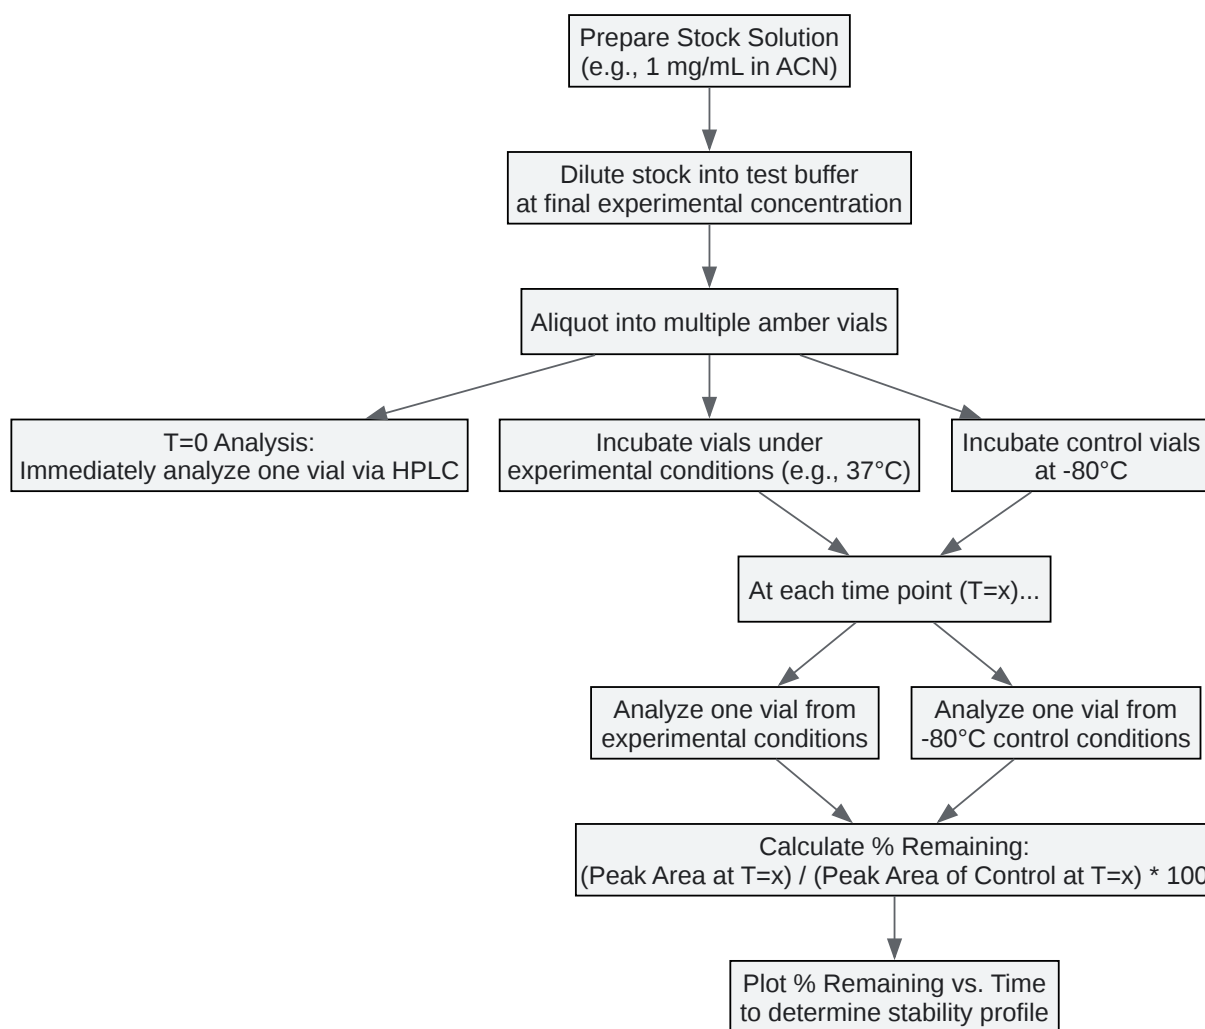 Prepare Stock Solution
(e.g., 1 mg/mL in ACN)
Dilute stock into test buffer
at final experimental concentration
Aliquot into multiple amber vials
T=0 Analysis:
Immediately analyze one vial via HPLC
Incubate vials under
experimental conditions (e.g., 37°C)
Incubate control vials
at -80°C
At each time point (T=x)...
Analyze one vial from
experimental conditions
Analyze one vial from
-80°C control conditions
Calculate % Remaining:
(Peak Area at T=x) / (Peak Area of Control at T=x) * 100
Plot % Remaining vs. Time
to determine stability profile